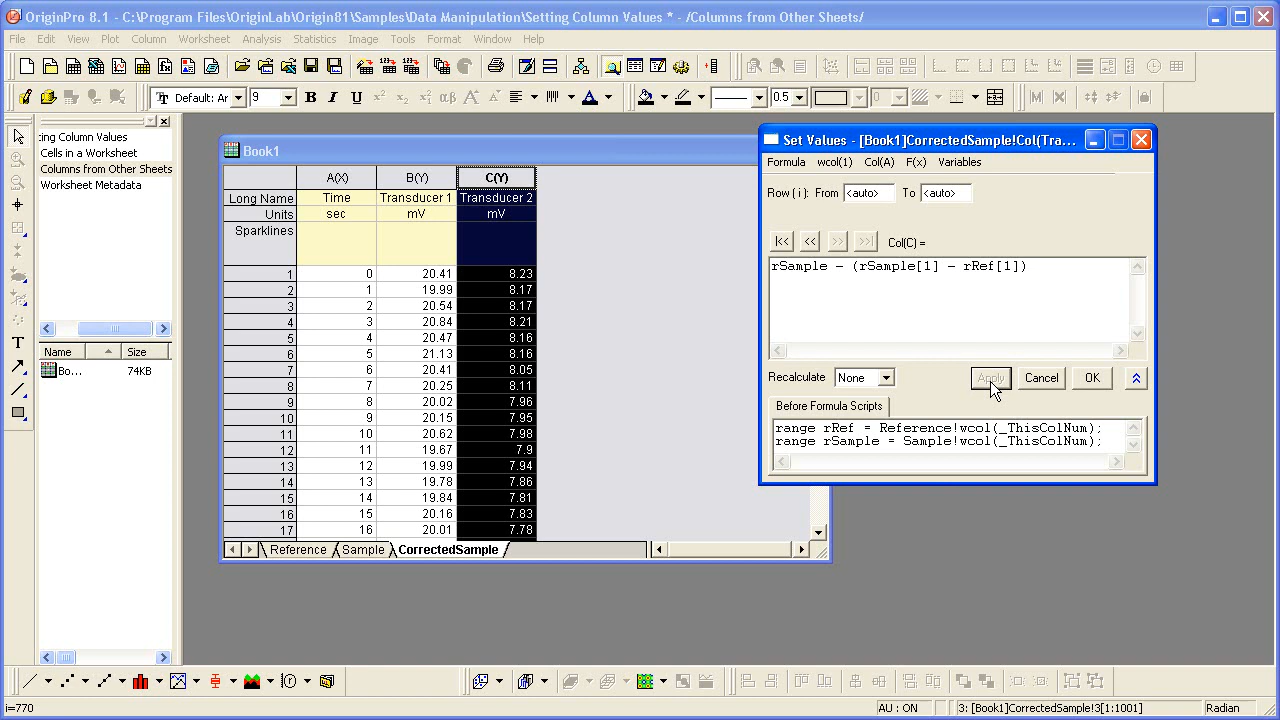 OriginPro 8.1 - C:\Program Files\OriginLab\Origin81\Samples\Data Manipulation\Setting Column Values * - /Columns from Other Sheets/
File Edit View Plot Column Worksheet Analysis Statistics Image Tools Format Window Help
Default: Ar 9 B I U 0.5 0
cing Column Values
Cells in a Worksheet
Columns from Other Sheets
Worksheet Metadata
Name Size
Bo... 74KB
Book1
A(X) B(Y) C(Y)
Long Name Time Transducer 1 Transducer 2
Units sec mV mV
Sparklines
1 0 20.41 8.23
2 1 19.99 8.17
3 2 20.54 8.17
4 3 20.84 8.21
5 4 20.47 8.16
6 5 21.13 8.16
7 6 20.41 8.05
8 7 20.25 8.11
9 8 20.02 7.96
10 9 20.15 7.95
11 10 20.62 7.98
12 11 19.67 7.9
13 12 19.99 7.94
14 13 19.78 7.86
15 14 19.84 7.81
16 15 20.16 7.83
17 16 20.01 7.78
Reference Sample CorrectedSample
Set Values - [Book1]CorrectedSample!Col(Tra...
Formula wcol(1) Col(A) F(x) Variables
Row ( i ): From <auto> To <auto>
Col(C) =
rSample - (rSample[1] - rRef[1])
Recalculate None Apply Cancel OK
Before Formula Scripts
range rRef = Reference!wcol(_ThisColNum);
range rSample = Sample!wcol(_ThisColNum);
i=770 AU : ON 3: [Book1]CorrectedSample!3[1:1001] Radian